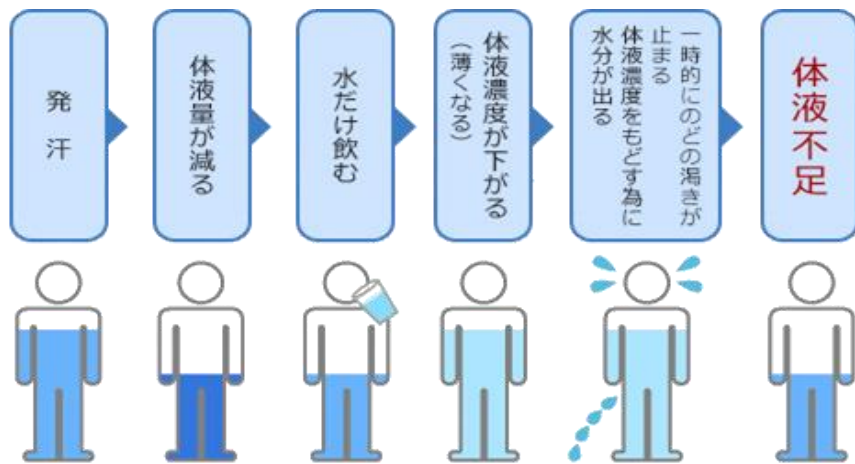 発汗
体液量が減る
水だけ飲む
体液濃度が下がる
(薄くなる)
一時的にのどの渇きが
止まる
体液濃度をもどす為に
水分が出る
体液不足